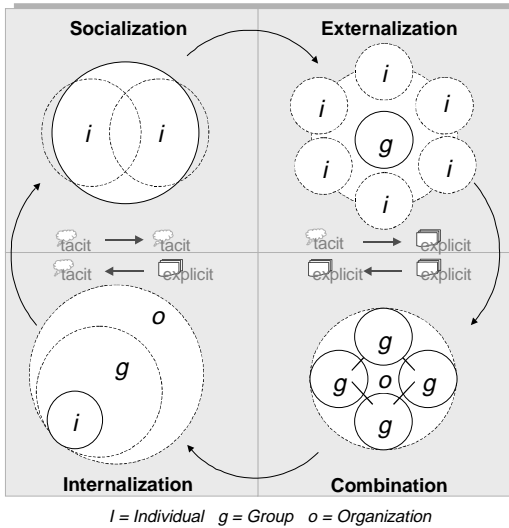 Socialization
Externalization
i i
i
i i
g
i i
i
tacit tacit
tacit explicit
tacit explicit
explicit explicit
o
g
i
g
g o g
g
Internalization
Combination
I = Individual g = Group o = Organization